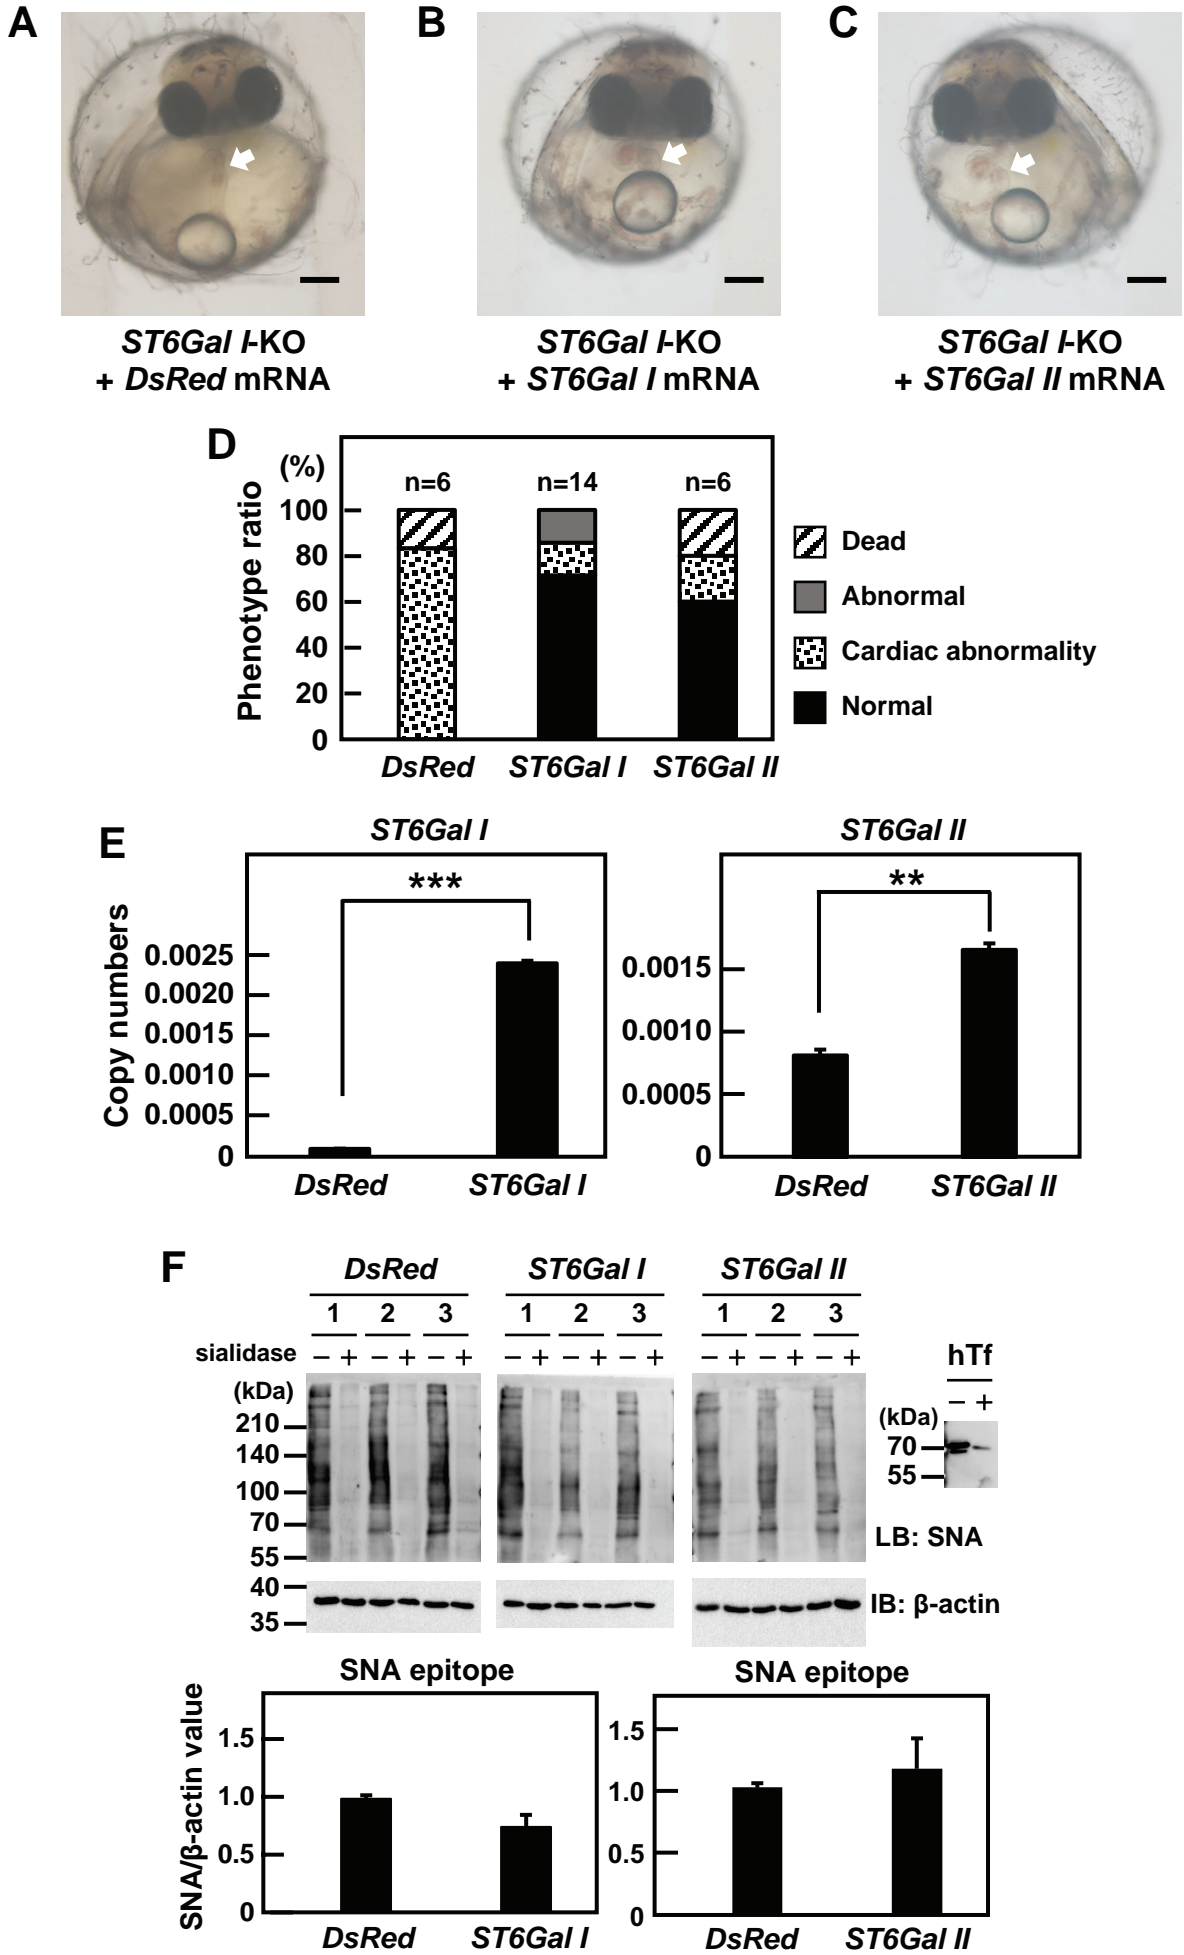 A
B
C
ST6Gal I-KO
+ DsRed mRNA
ST6Gal I-KO
+ ST6Gal I mRNA
ST6Gal I-KO
+ ST6Gal II mRNA
D
(%)
Phenotype ratio
n=6
n=14
n=6
100
80
60
40
20
0
DsRed
ST6Gal I
ST6Gal II
Dead
Abnormal
Cardiac abnormality
Normal
E
ST6Gal I
Copy numbers
***
0.0025
0.0020
0.0015
0.0010
0.0005
0
DsRed
ST6Gal I
ST6Gal II
**
0.0015
0.0010
0.0005
0
DsRed
ST6Gal II
F
DsRed
ST6Gal I
ST6Gal II
1 2 3
1 2 3
1 2 3
sialidase
− + − + − +
− + − + − +
− + − + − +
(kDa)
210
140
100
70
55
40
35
hTf
− +
(kDa)
70
55
LB: SNA
IB: β-actin
SNA epitope
SNA/β-actin value
1.5
1.0
0.5
0
DsRed
ST6Gal I
SNA epitope
1.5
1.0
0.5
0
DsRed
ST6Gal II